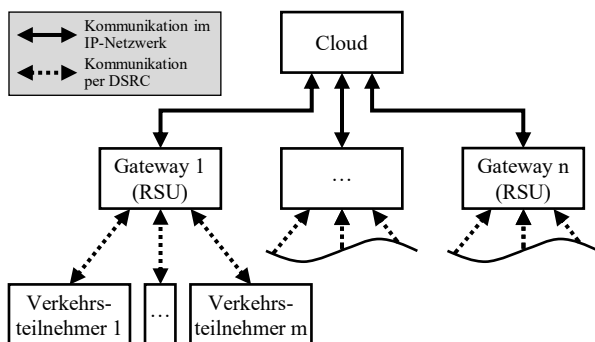 Kommunikation im
IP-Netzwerk
Kommunikation
per DSRC
Cloud
Gateway 1
(RSU)
…
Gateway n
(RSU)
Verkehrs-
teilnehmer 1
…
Verkehrs-
teilnehmer m